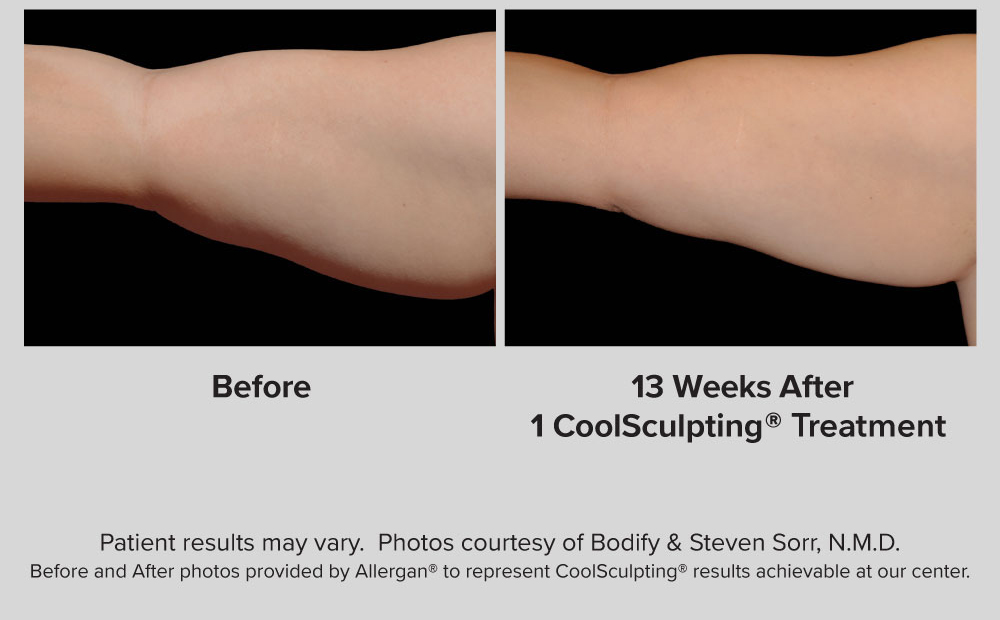 Before
13 Weeks After
1 CoolSculpting® Treatment
Patient results may vary.  Photos courtesy of Bodify & Steven Sorr, N.M.D.
Before and After photos provided by Allergan® to represent CoolSculpting® results achievable at our center.